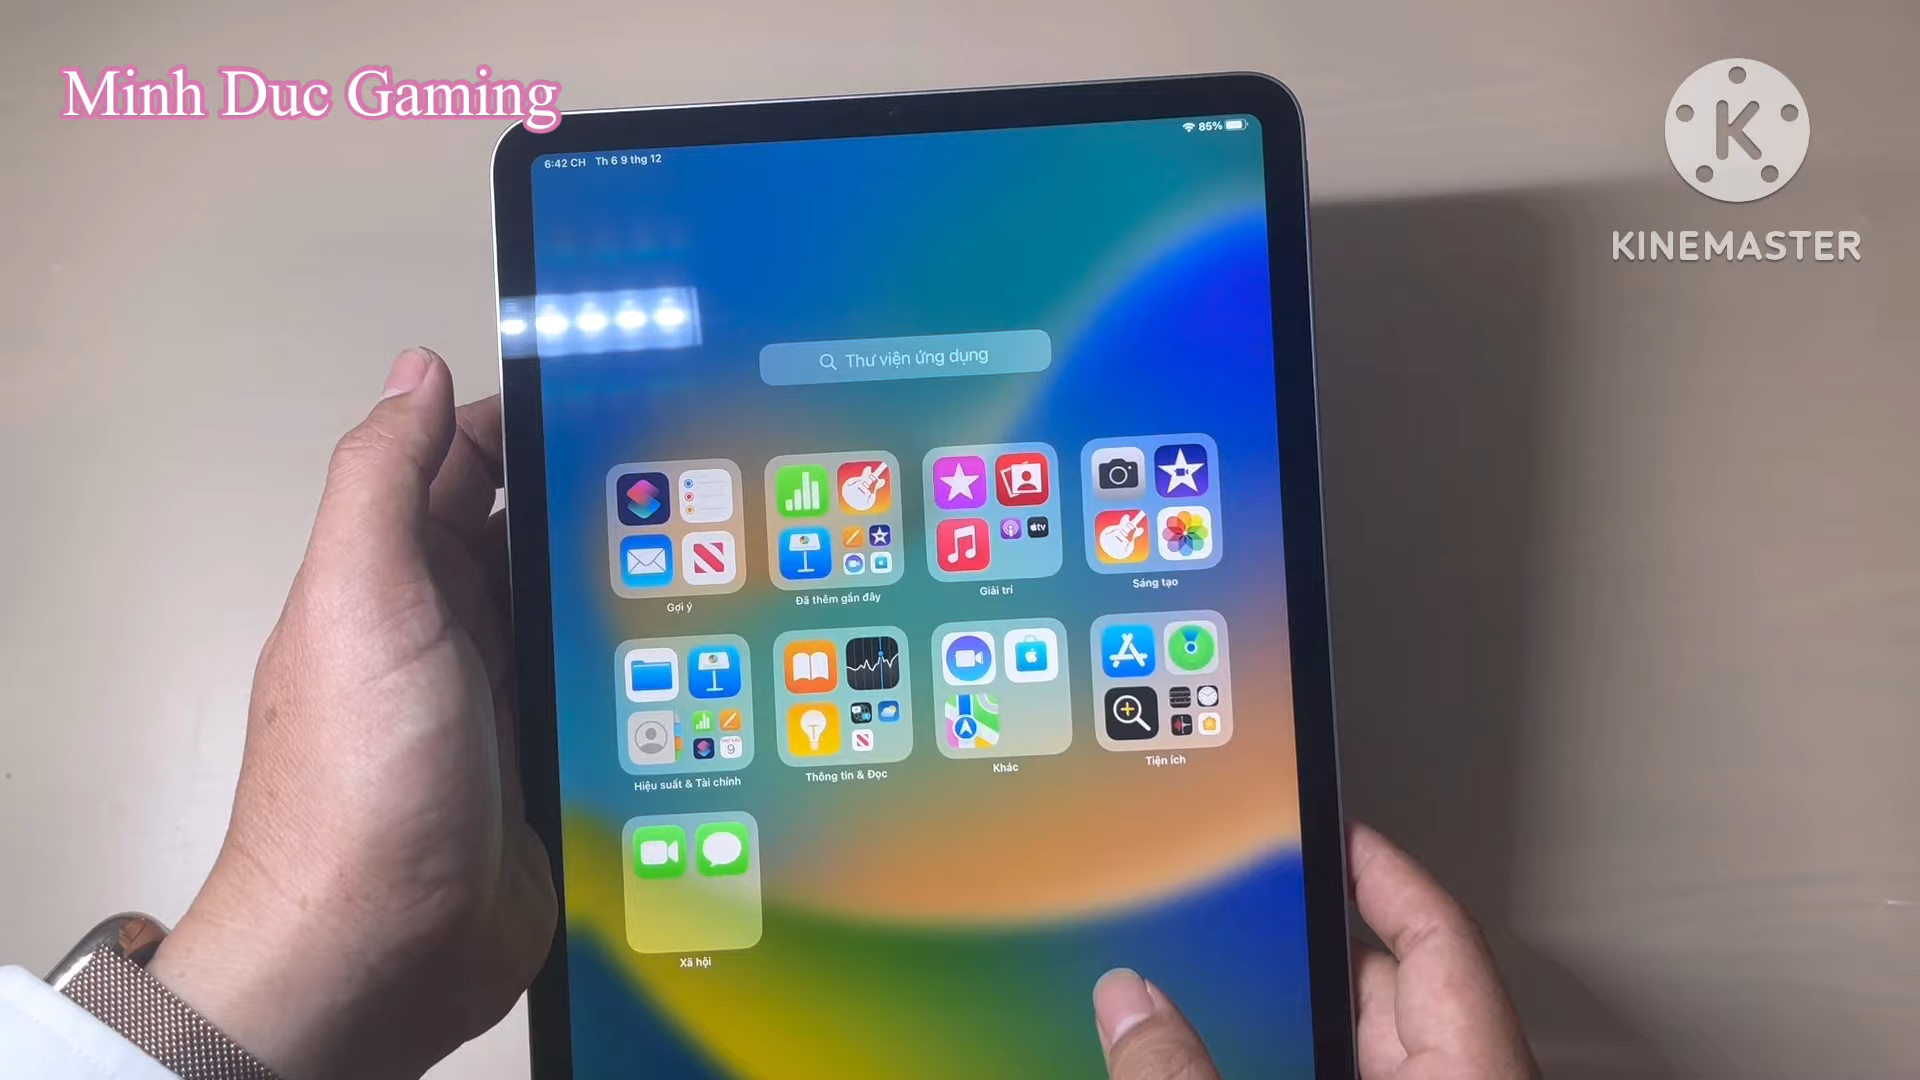 Minh Duc Gaming
K
KINEMASTER
6:42 CH Th 6 9 thg 12
85%
Thư viện ứng dụng
Gợi ý
Đã thêm gần đây
Giải trí
Sáng tạo
tv
Hiệu suất & Tài chính
Thông tin & Đọc
Khác
Tiện ích
9
Xã hội